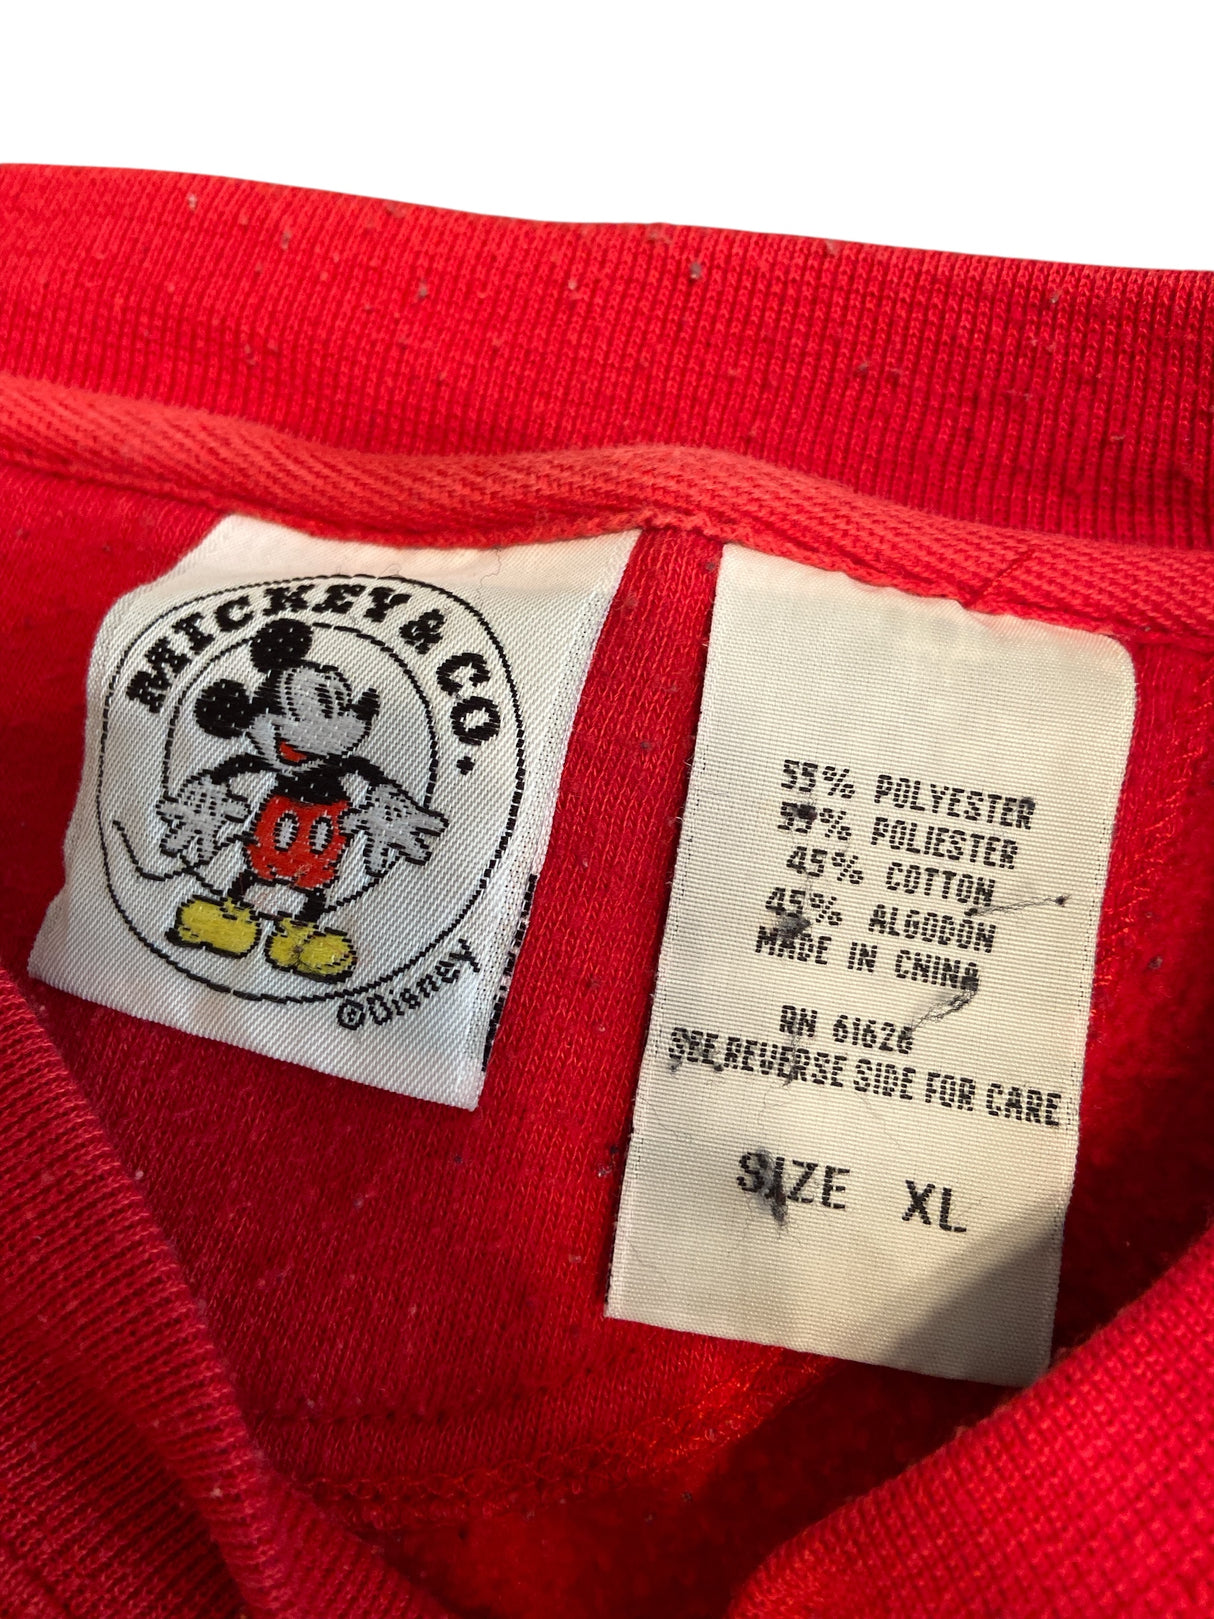 MICKEY & CO.
©Disney
55% POLYESTER
55% POLIESTER
45% COTTON
45% ALGODÓN
MADE IN CHINA
RN 61626
SEE REVERSE SIDE FOR CARE
SIZE XL